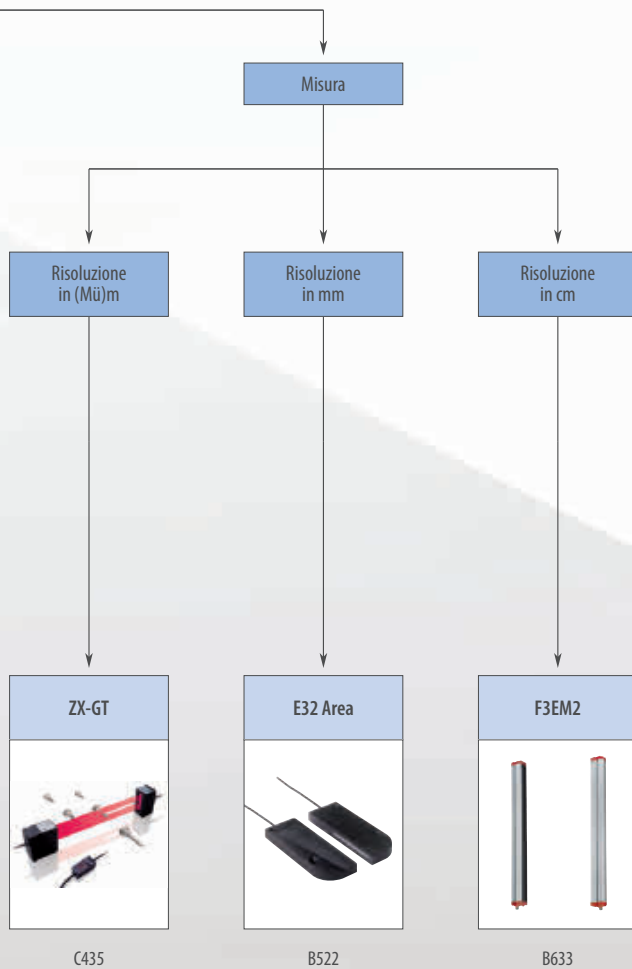 Misura
Risoluzione
in (Mü)m
Risoluzione
in mm
Risoluzione
in cm
ZX-GT
E32 Area
F3EM2
C435
B522
B633